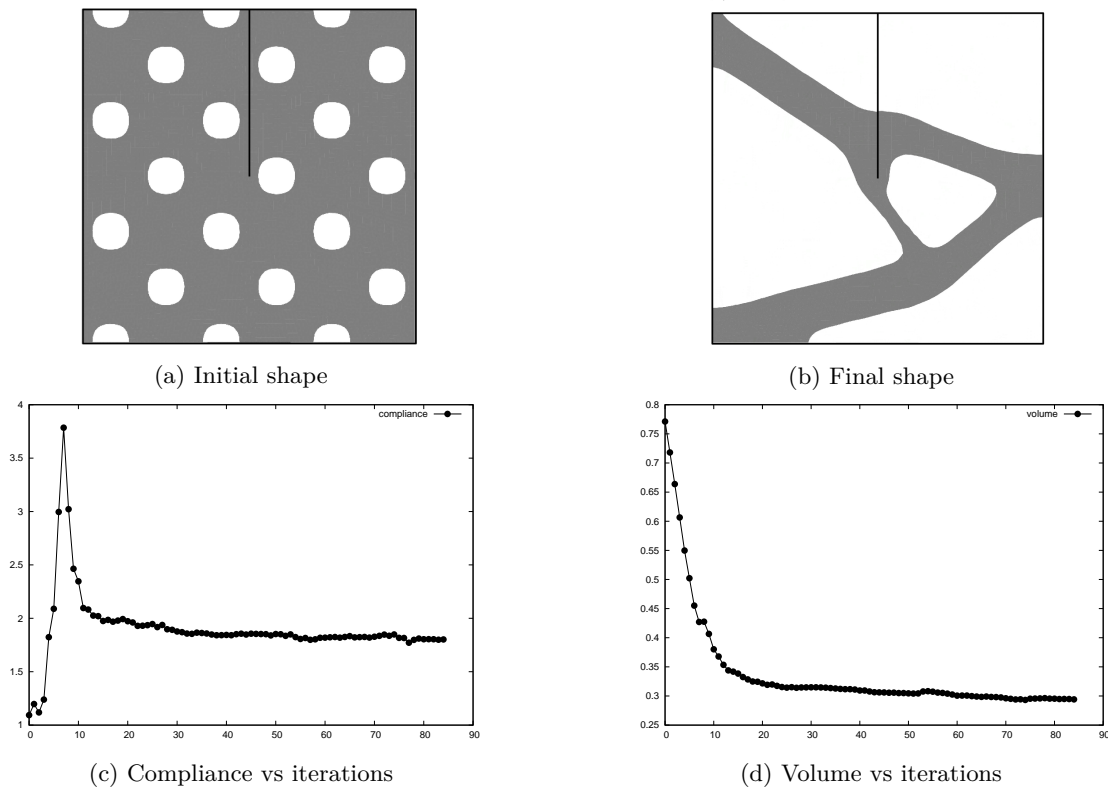 (a) Initial shape
(b) Final shape
4
3.5
3
2.5
2
1.5
1
0 10 20 30 40 50 60 70 80 90
compliance
0.8
0.75
0.7
0.65
0.6
0.55
0.5
0.45
0.4
0.35
0.3
0.25
0 10 20 30 40 50 60 70 80 90
volume
(c) Compliance vs iterations
(d) Volume vs iterations